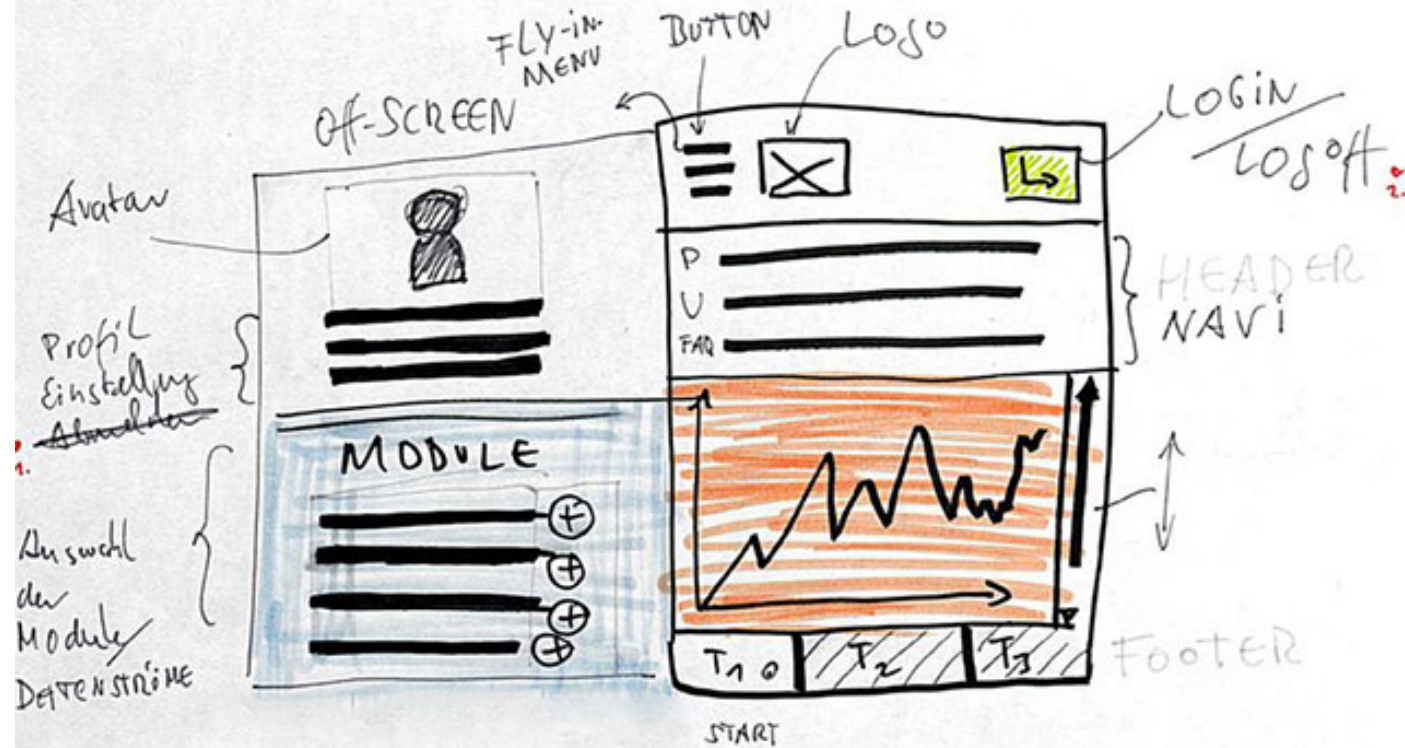 FLY-IN
MENU
BUTTON
LOGO
OFF-SCREEN
LOGIN
LOGOff
Avatar
P
U
FAQ
HEADER
NAVI
Profil
Einstellung
MODULE
Auswahl
der
Module/
DATENSTRÖME
T1
T2
T3
FOOTER
START